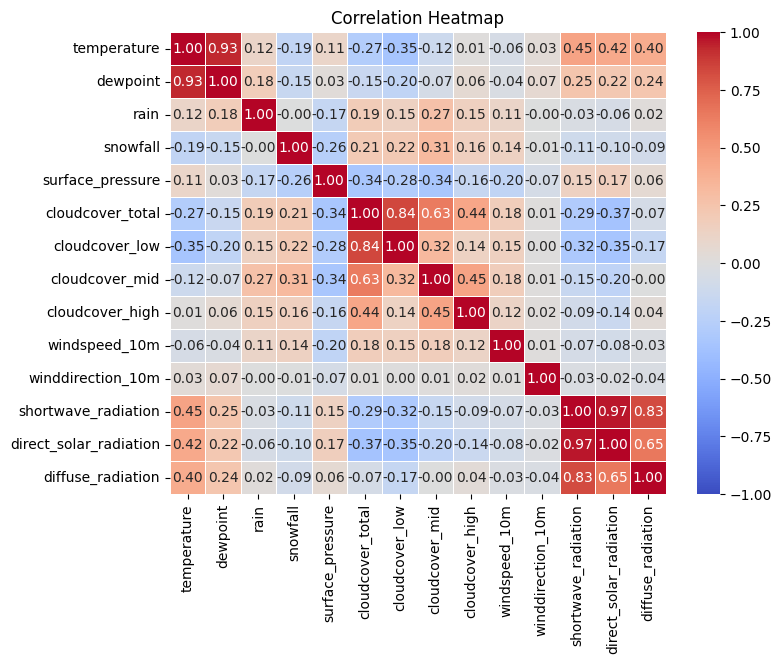 Correlation Heatmap
temperature 1.00 0.93 0.12 -0.19 0.11 -0.27 -0.35 -0.12 0.01 -0.06 0.03 0.45 0.42 0.40
dewpoint 0.93 1.00 0.18 -0.15 0.03 -0.15 -0.20 -0.07 0.06 -0.04 0.07 0.25 0.22 0.24
rain 0.12 0.18 1.00 -0.00 -0.17 0.19 0.15 0.27 0.15 0.11 -0.00 -0.03 -0.06 0.02
snowfall -0.19 -0.15 -0.00 1.00 -0.26 0.21 0.22 0.31 0.16 0.14 -0.01 -0.11 -0.10 -0.09
surface_pressure 0.11 0.03 -0.17 -0.26 1.00 -0.34 -0.28 -0.34 -0.16 -0.20 -0.07 0.15 0.17 0.06
cloudcover_total -0.27 -0.15 0.19 0.21 -0.34 1.00 0.84 0.63 0.44 0.18 0.01 -0.29 -0.37 -0.07
cloudcover_low -0.35 -0.20 0.15 0.22 -0.28 0.84 1.00 0.32 0.14 0.15 0.00 -0.32 -0.35 -0.17
cloudcover_mid -0.12 -0.07 0.27 0.31 -0.34 0.63 0.32 1.00 0.45 0.18 0.01 -0.15 -0.20 -0.00
cloudcover_high 0.01 0.06 0.15 0.16 -0.16 0.44 0.14 0.45 1.00 0.12 0.02 -0.09 -0.14 0.04
windspeed_10m -0.06 -0.04 0.11 0.14 -0.20 0.18 0.15 0.18 0.12 1.00 0.01 -0.07 -0.08 -0.03
winddirection_10m 0.03 0.07 -0.00 -0.01 -0.07 0.01 0.00 0.01 0.02 0.01 1.00 -0.03 -0.02 -0.04
shortwave_radiation 0.45 0.25 -0.03 -0.11 0.15 -0.29 -0.32 -0.15 -0.09 -0.07 -0.03 1.00 0.97 0.83
direct_solar_radiation 0.42 0.22 -0.06 -0.10 0.17 -0.37 -0.35 -0.20 -0.14 -0.08 -0.02 0.97 1.00 0.65
diffuse_radiation 0.40 0.24 0.02 -0.09 0.06 -0.07 -0.17 -0.00 0.04 -0.03 -0.04 0.83 0.65 1.00
temperature
dewpoint
rain
snowfall
surface_pressure
cloudcover_total
cloudcover_low
cloudcover_mid
cloudcover_high
windspeed_10m
winddirection_10m
shortwave_radiation
direct_solar_radiation
diffuse_radiation
1.00
0.75
0.50
0.25
0.00
−0.25
−0.50
−0.75
−1.00